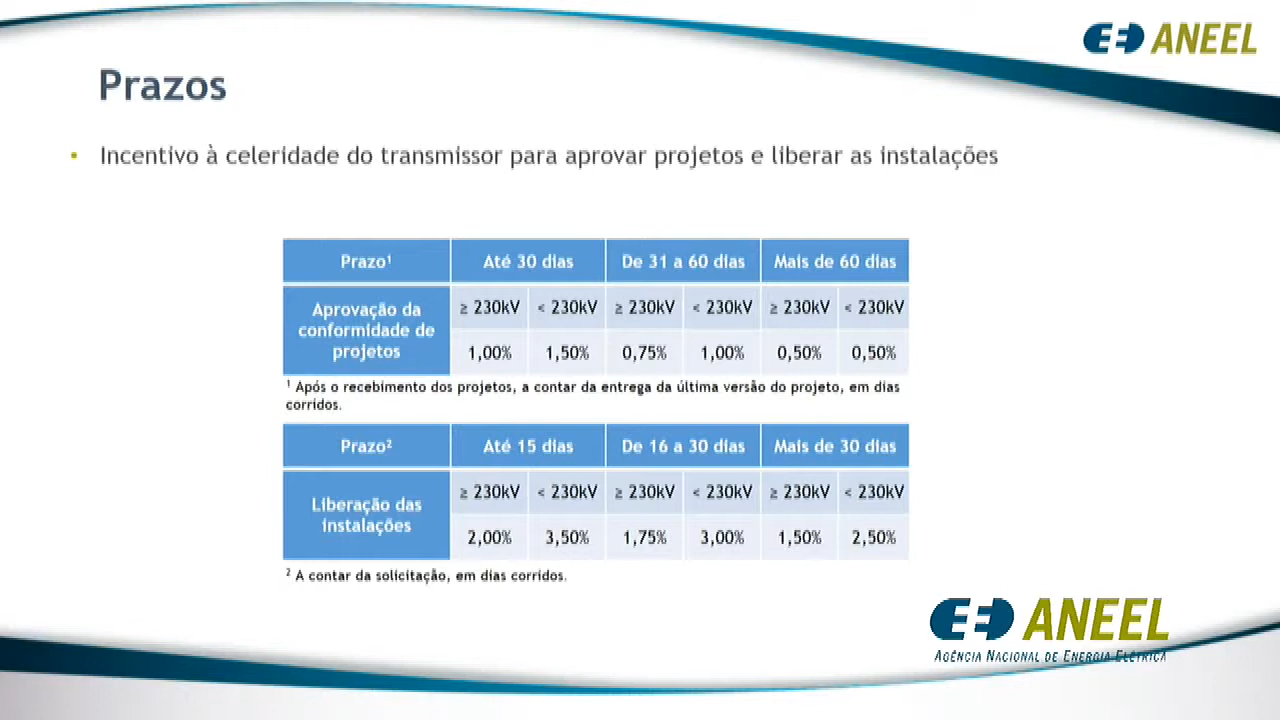 ANEEL
Prazos
• Incentivo à celeridade do transmissor para aprovar projetos e liberar as instalações
Prazo¹ Até 30 dias De 31 a 60 dias Mais de 60 dias
Aprovação da conformidade de projetos ≥ 230kV < 230kV ≥ 230kV < 230kV ≥ 230kV < 230kV
1,00% 1,50% 0,75% 1,00% 0,50% 0,50%
¹ Após o recebimento dos projetos, a contar da entrega da última versão do projeto, em dias
corridos.
Prazo² Até 15 dias De 16 a 30 dias Mais de 30 dias
Liberação das instalações ≥ 230kV < 230kV ≥ 230kV < 230kV ≥ 230kV < 230kV
2,00% 3,50% 1,75% 3,00% 1,50% 2,50%
² A contar da solicitação, em dias corridos.
ANEEL
AGÊNCIA NACIONAL DE ENERGIA ELÉTRICA